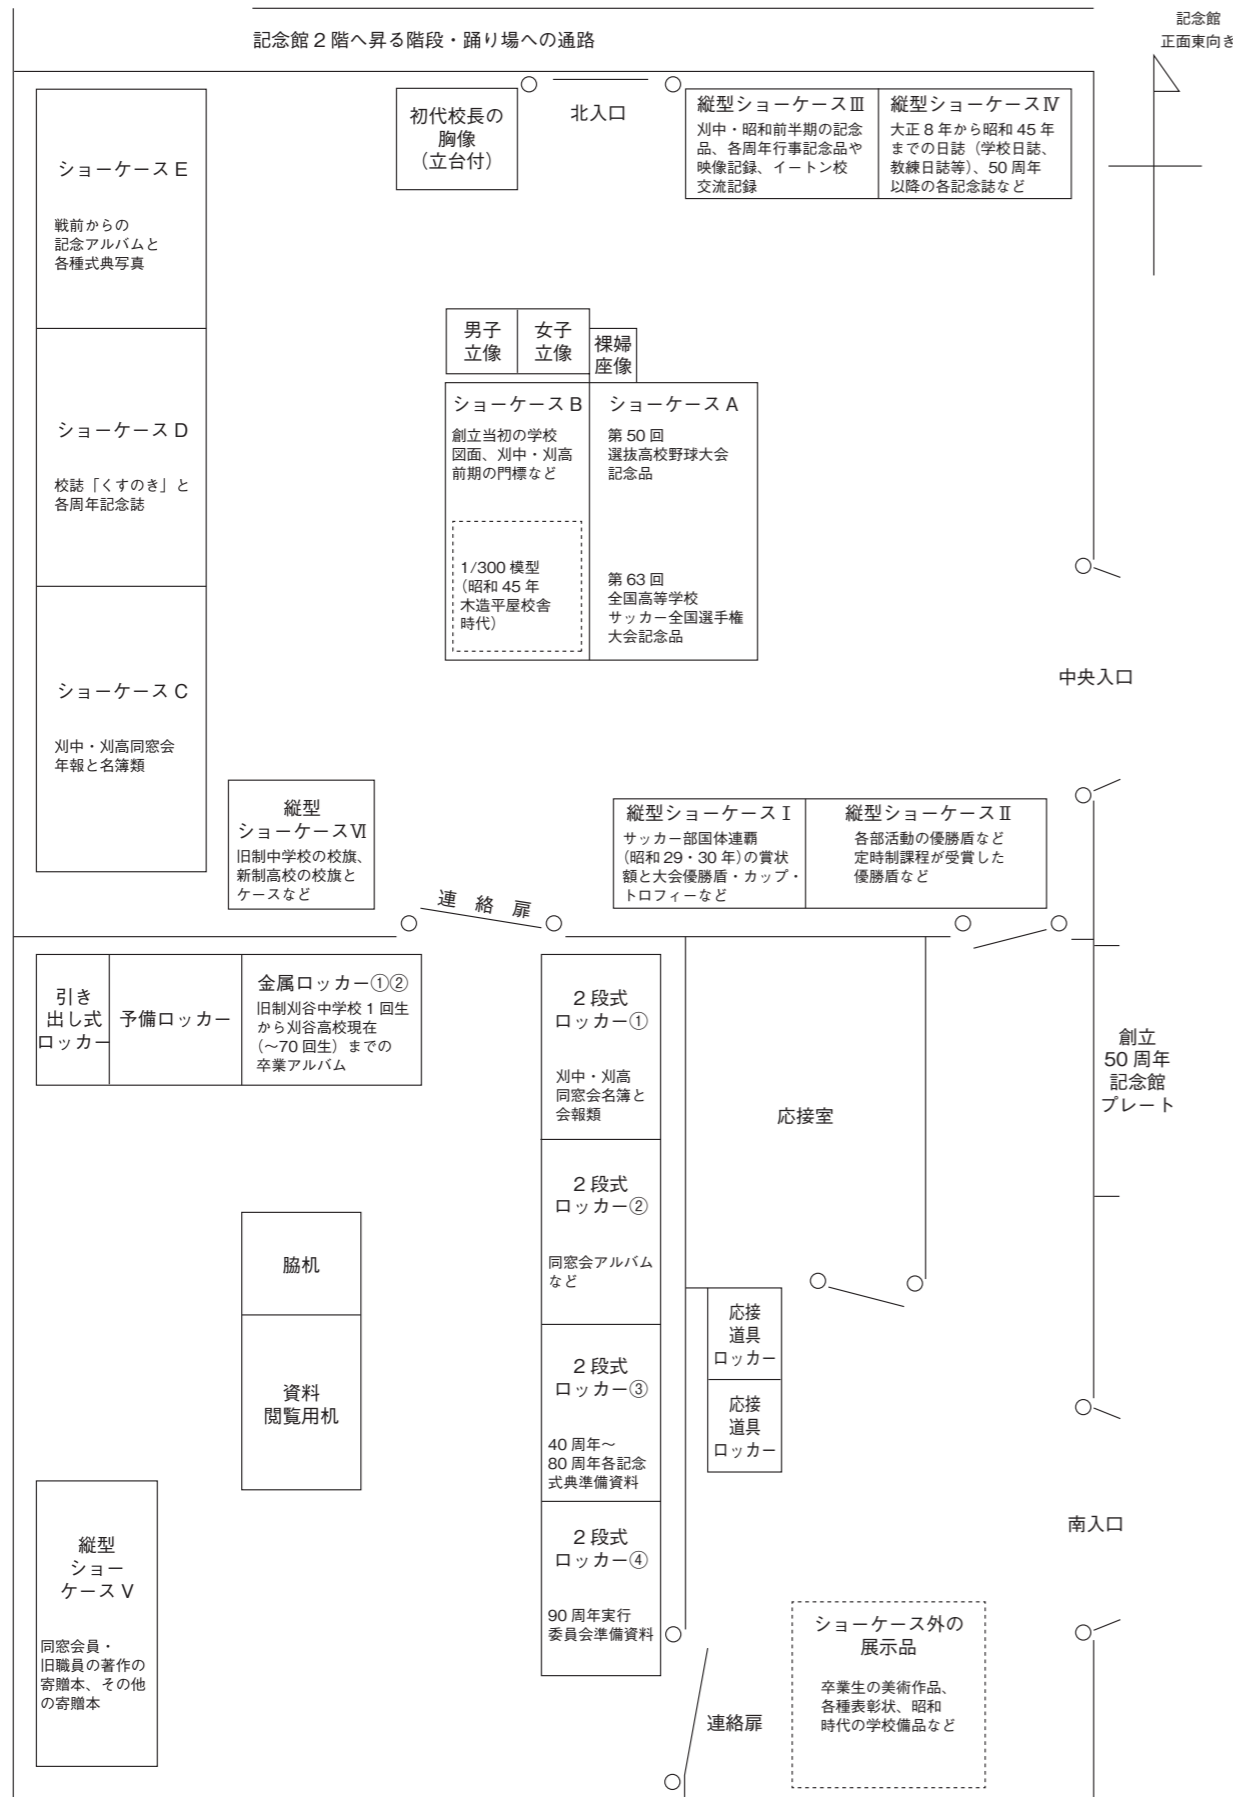 記念館
正面東向き
記念館2階へ昇る階段・踊り場への通路
北入口
初代校長の
胸像
(立台付)
縦型ショーケースⅢ
刈中・昭和前半期の記念
品、各周年行事記念品や
映像記録、イートン校
交流記録
縦型ショーケースⅣ
大正8年から昭和45年
までの日誌(学校日誌、
教練日誌等)、50周年
以降の各記念誌など
ショーケースE
戦前からの
記念アルバムと
各種式典写真
男子
立像
女子
立像
裸婦
座像
ショーケースD
校誌「くすのき」と
各周年記念誌
ショーケースB
創立当初の学校
図面、刈中・刈高
前期の門標など
1/300模型
(昭和45年
木造平屋校舎
時代)
ショーケースA
第50回
選抜高校野球大会
記念品
第63回
全国高等学校
サッカー全国選手権
大会記念品
中央入口
ショーケースC
刈中・刈高同窓会
年報と名簿類
縦型
ショーケースⅥ
旧制中学校の校旗、
新制高校の校旗と
ケースなど
縦型ショーケースⅠ
サッカー部国体連覇
(昭和29・30年)の賞状
額と大会優勝盾・カップ・
トロフィーなど
縦型ショーケースⅡ
各部活動の優勝盾など
定時制課程が受賞した
優勝盾など
連絡扉
引き
出し式
ロッカー
予備ロッカー
金属ロッカー①②
旧制刈谷中学校1回生
から刈谷高校現在
(〜70回生)までの
卒業アルバム
2段式
ロッカー①
刈中・刈高
同窓会名簿と
会報類
応接室
創立
50周年
記念館
プレート
2段式
ロッカー②
同窓会アルバム
など
脇机
資料
閲覧用机
応接
道具
ロッカー
応接
道具
ロッカー
2段式
ロッカー③
40周年〜
80周年各記念
式典準備資料
南入口
2段式
ロッカー④
90周年実行
委員会準備資料
縦型
ショー
ケースⅤ
同窓会員・
旧職員の著作の
寄贈本、その他
の寄贈本
連絡扉
ショーケース外の
展示品
卒業生の美術作品、
各種表彰状、昭和
時代の学校備品など